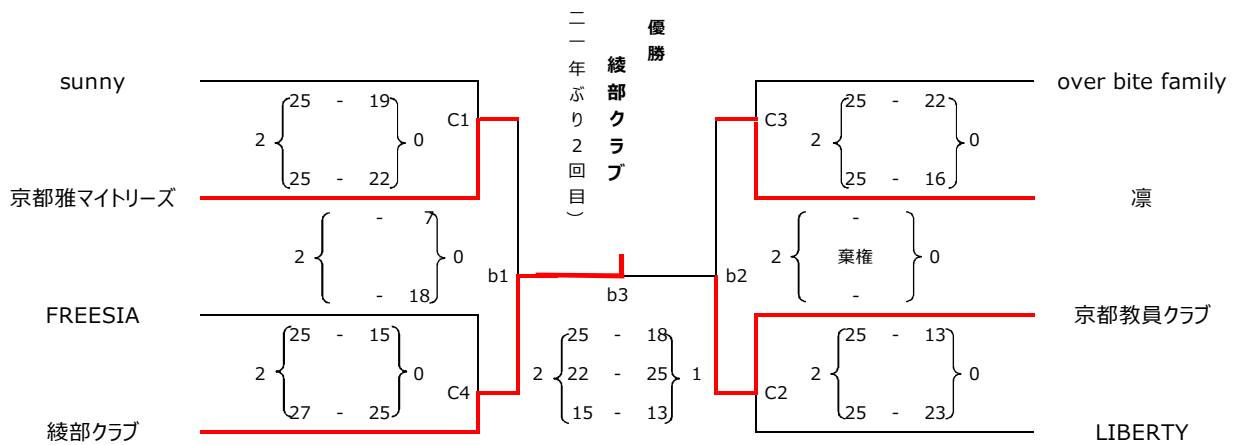 優勝
綾部クラブ
二一年ぶり２回目）
sunny
25 - 19
2 0
25 - 22
C1
京都雅マイトリーズ
- 7
2 0
- 18
b1
FREESIA
25 - 15
2 0
27 - 25
C4
綾部クラブ
b3
25 - 18
2 22 - 25 1
15 - 13
over bite family
C3
25 - 22
2 0
25 - 16
凛
-
2 棄権 0
-
b2
京都教員クラブ
25 - 13
2 0
25 - 23
C2
LIBERTY